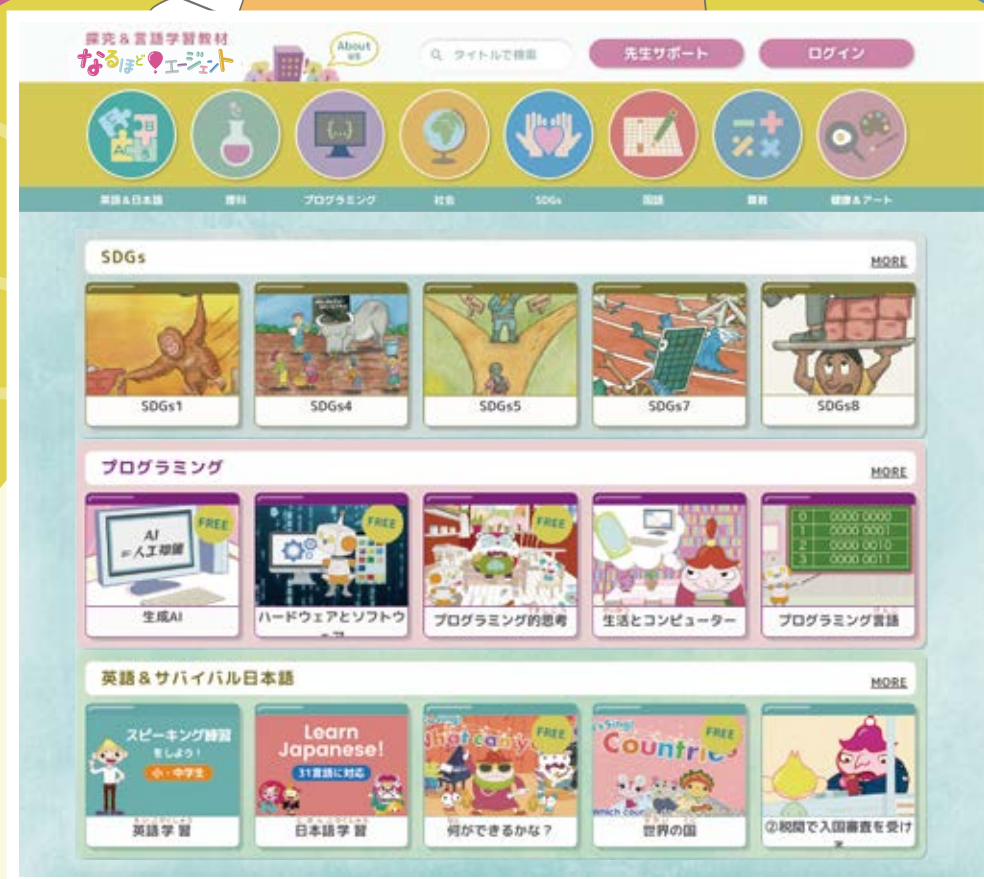 探究&言語学習教材
なるほど!エージェント
About us
タイトルで検索
先生サポート
ログイン
英語&日本語
理科
プログラミング
社会
SDGs
国語
算数
健康&アート
SDGs
MORE
SDGs1
SDGs4
SDGs5
SDGs7
SDGs8
プログラミング
MORE
AI
=人工知能
FREE
生成AI
FREE
ハードウェアとソフトウ
FREE
プログラミング的思考
生活とコンピューター
0 0000 0000
1 0000 0001
2 0000 0010
3 0000 0011
プログラミング言語
英語&サバイバル日本語
MORE
スピーキング練習
をしよう!
小・中学生
英語学習
Learn
Japanese!
31言語に対応
日本語学習
FREE
何ができるかな?
Sing!
Countries
FREE
世界の国
②税関で入国審査を受け